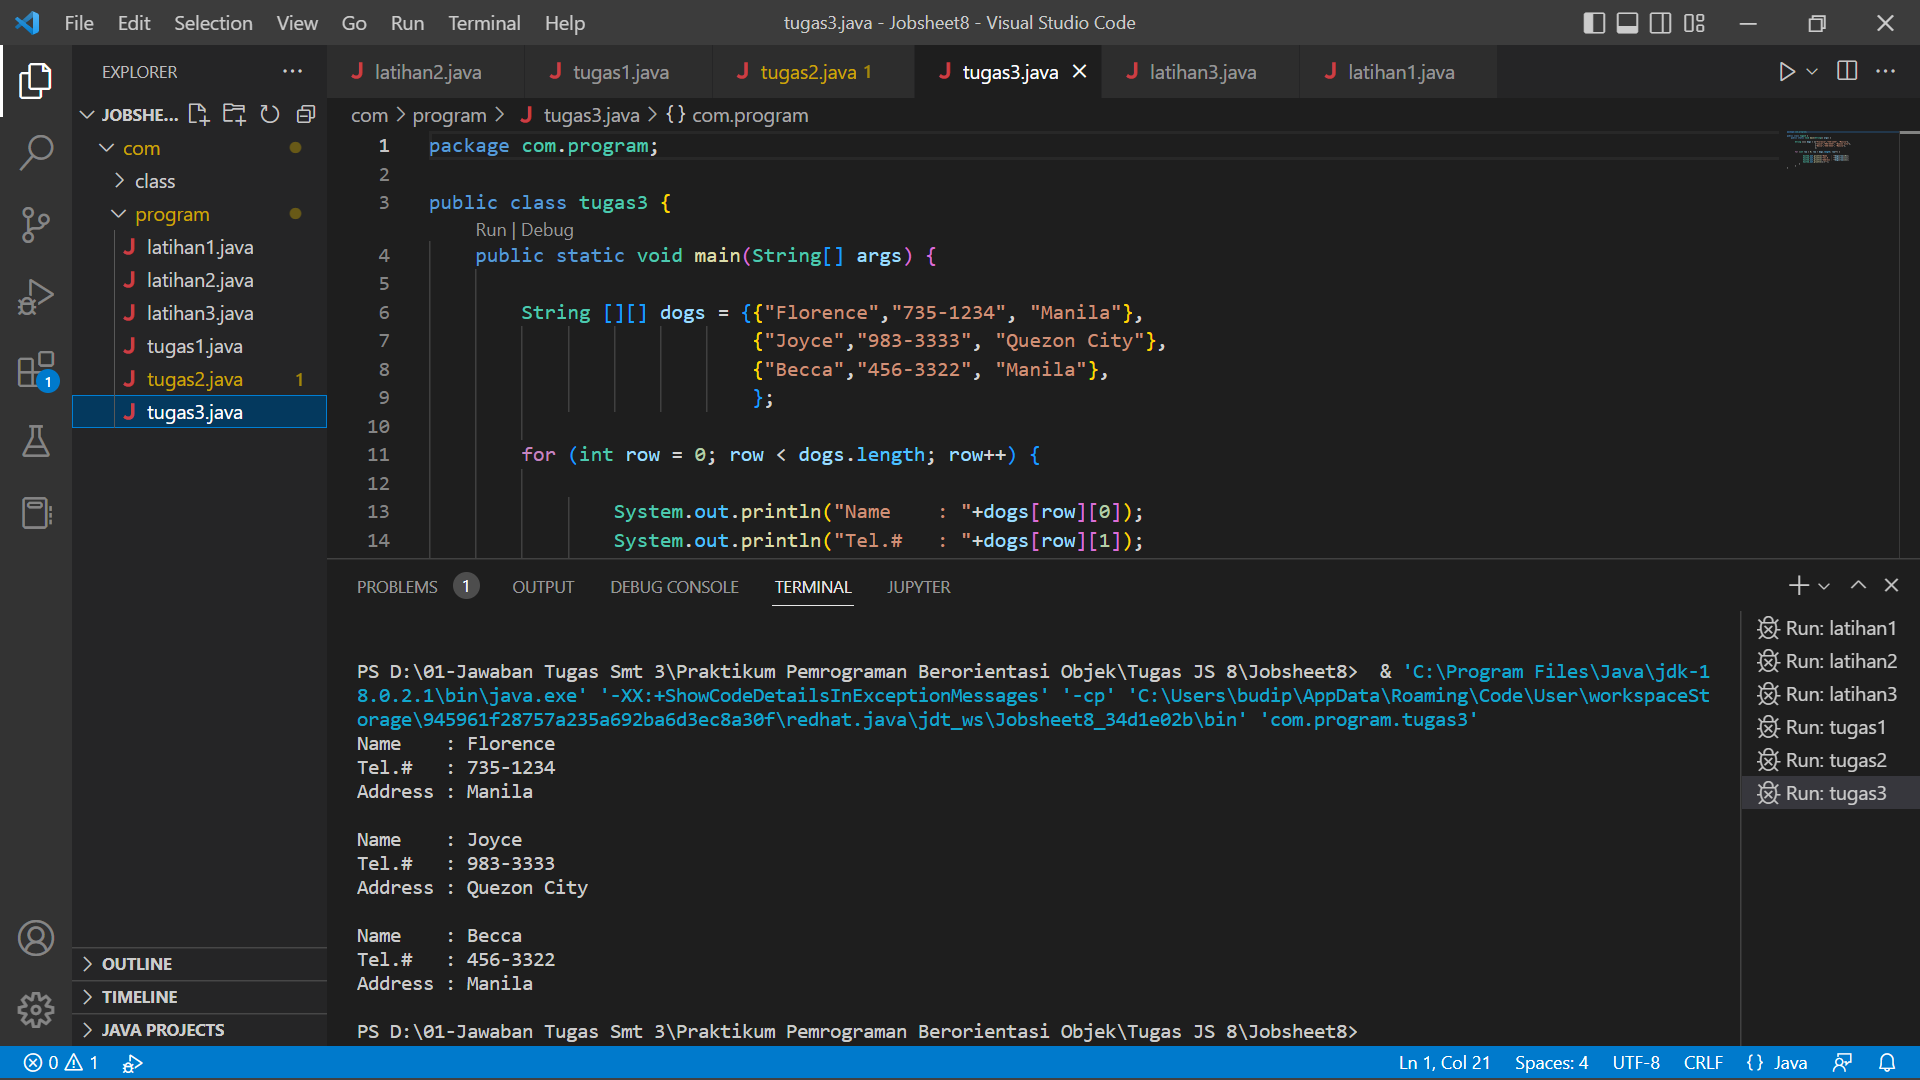 File Edit Selection View Go Run Terminal Help
tugas3.java - Jobsheet8 - Visual Studio Code
EXPLORER
JOBSHE...
com
class
program
latihan1.java
latihan2.java
latihan3.java
tugas1.java
tugas2.java 1
tugas3.java
1
OUTLINE
TIMELINE
JAVA PROJECTS
latihan2.java tugas1.java tugas2.java 1 tugas3.java latihan3.java latihan1.java
com > program > tugas3.java > {} com.program
1 package com.program;
2
3 public class tugas3 {
Run | Debug
4 public static void main(String[] args) {
5
6 String [][] dogs = {{"Florence","735-1234", "Manila"},
7 {"Joyce","983-3333", "Quezon City"},
8 {"Becca","456-3322", "Manila"},
9 };
10
11 for (int row = 0; row < dogs.length; row++) {
12
13 System.out.println("Name    : "+dogs[row][0]);
14 System.out.println("Tel.#   : "+dogs[row][1]);
PROBLEMS 1 OUTPUT DEBUG CONSOLE TERMINAL JUPYTER
PS D:\01-Jawaban Tugas Smt 3\Praktikum Pemrograman Berorientasi Objek\Tugas JS 8\Jobsheet8>  & 'C:\Program Files\Java\jdk-1
8.0.2.1\bin\java.exe' '-XX:+ShowCodeDetailsInExceptionMessages' '-cp' 'C:\Users\budip\AppData\Roaming\Code\User\workspaceSt
orage\945961f28757a235a692ba6d3ec8a30f\redhat.java\jdt_ws\Jobsheet8_34d1e02b\bin' 'com.program.tugas3'
Name    : Florence
Tel.#   : 735-1234
Address : Manila

Name    : Joyce
Tel.#   : 983-3333
Address : Quezon City

Name    : Becca
Tel.#   : 456-3322
Address : Manila

PS D:\01-Jawaban Tugas Smt 3\Praktikum Pemrograman Berorientasi Objek\Tugas JS 8\Jobsheet8>
Run: latihan1
Run: latihan2
Run: latihan3
Run: tugas1
Run: tugas2
Run: tugas3
0 1
Ln 1, Col 21 Spaces: 4 UTF-8 CRLF {} Java